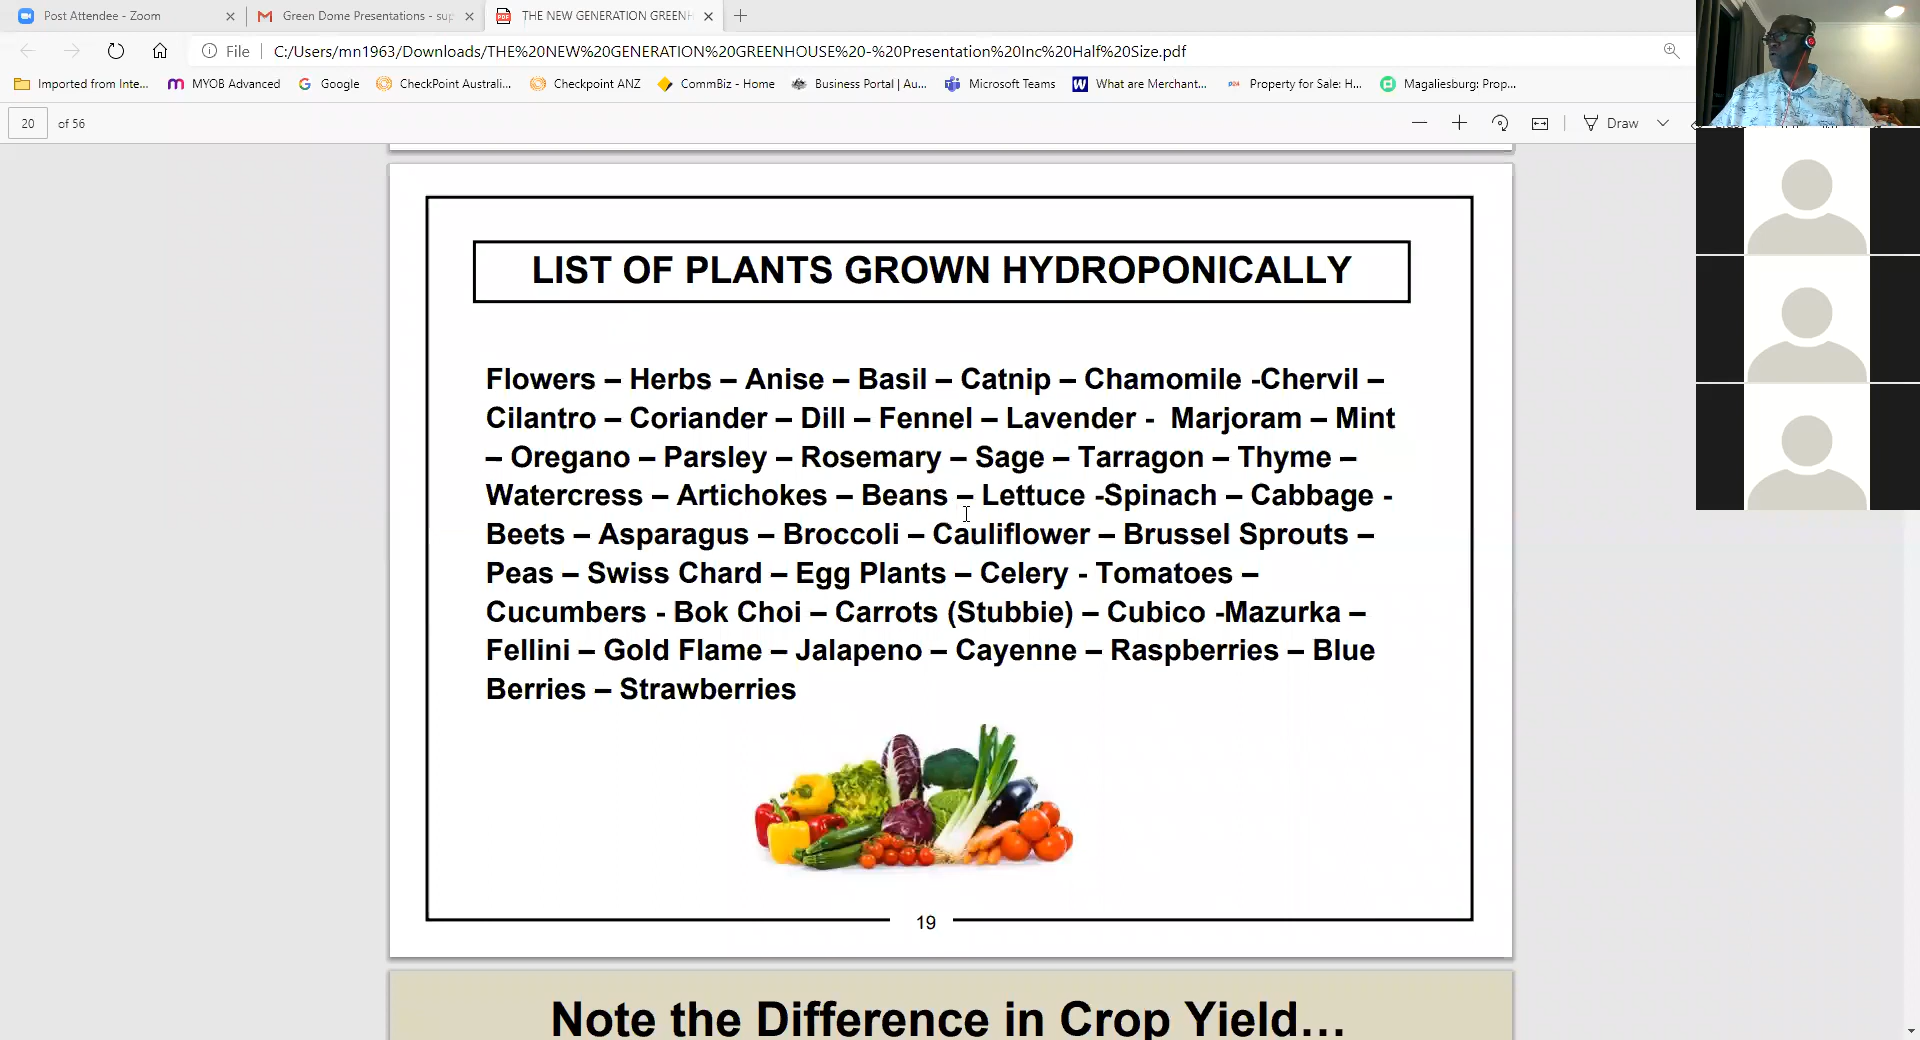 Post Attendee - Zoom
Green Dome Presentations - sup
THE NEW GENERATION GREENH
File
C:/Users/mn1963/Downloads/THE%20NEW%20GENERATION%20GREENHOUSE%20-%20Presentation%20Inc%20Half%20Size.pdf
Imported from Inte...
MYOB Advanced
Google
CheckPoint Australi...
Checkpoint ANZ
CommBiz - Home
Business Portal | Au...
Microsoft Teams
What are Merchant...
Property for Sale: H...
Magaliesburg: Prop...
20 of 56
Draw
LIST OF PLANTS GROWN HYDROPONICALLY
Flowers – Herbs – Anise – Basil – Catnip – Chamomile -Chervil –
Cilantro – Coriander – Dill – Fennel – Lavender - Marjoram – Mint
– Oregano – Parsley – Rosemary – Sage – Tarragon – Thyme –
Watercress – Artichokes – Beans – Lettuce -Spinach – Cabbage -
Beets – Asparagus – Broccoli – Cauliflower – Brussel Sprouts –
Peas – Swiss Chard – Egg Plants – Celery - Tomatoes –
Cucumbers - Bok Choi – Carrots (Stubbie) – Cubico -Mazurka –
Fellini – Gold Flame – Jalapeno – Cayenne – Raspberries – Blue
Berries – Strawberries
19
Note the Difference in Crop Yield...